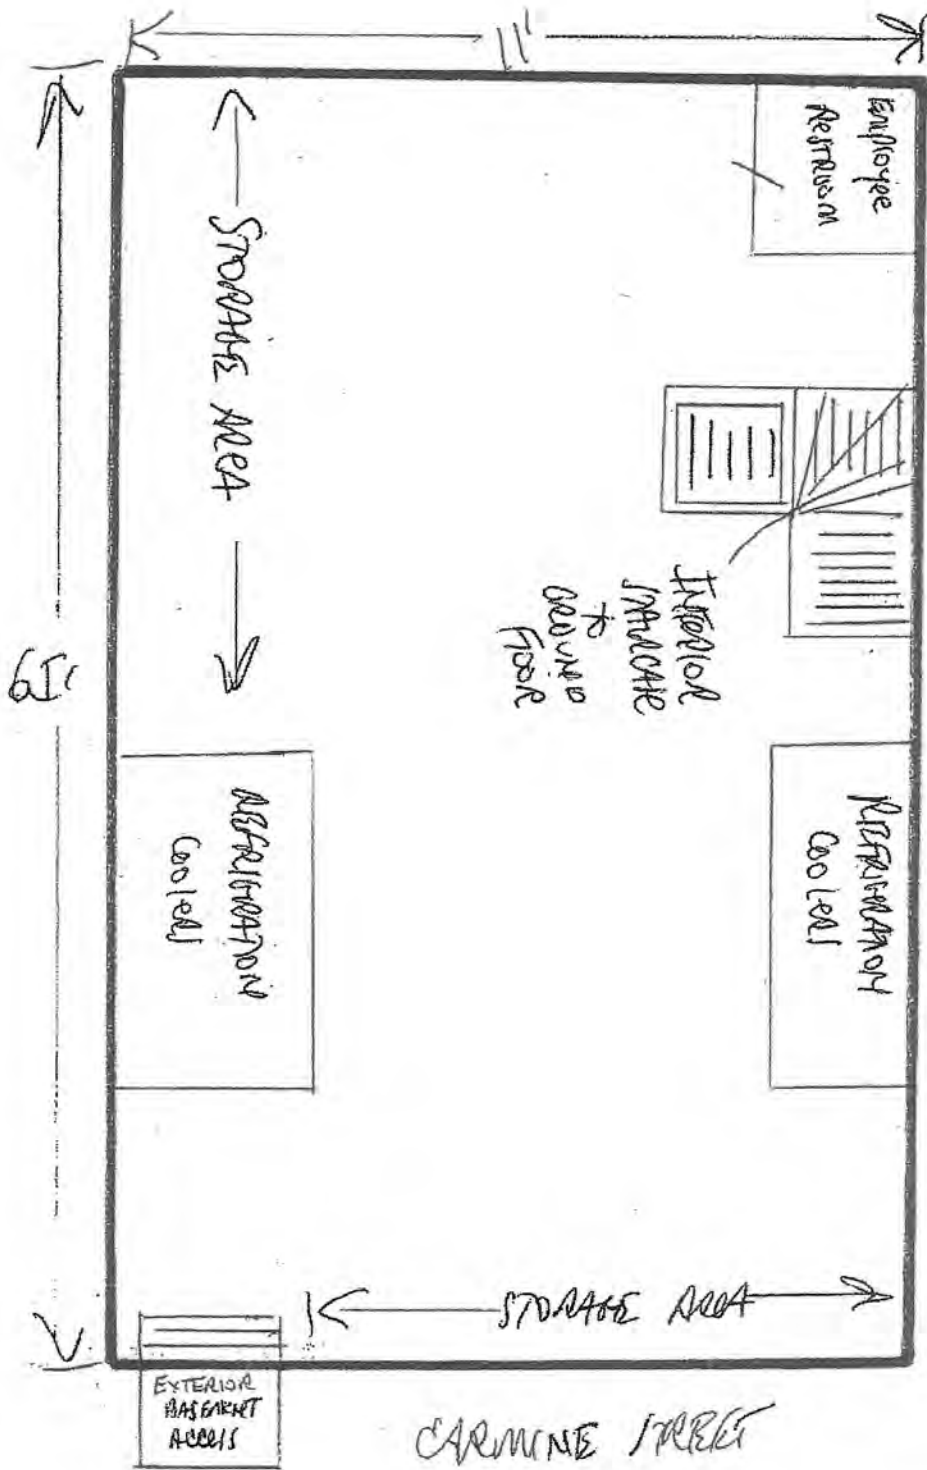 11'
Employee
Restroom
STORAGE AREA
INTERIOR
STAIRCASE
to
GROUND
FLOOR
REFRIGERATION
Coolers
REFRIGERATION
Coolers
STORAGE AREA
EXTERIOR
BASEMENT
ACCESS
CARMINE STREET